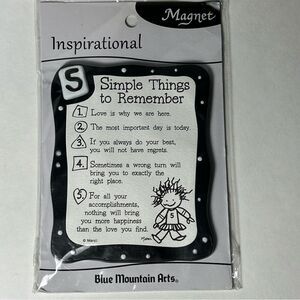 Magnet
Inspirational
5 Simple Things
to Remember
1. Love is why we are here.
2. The most important day is today.
3. If you always do your best,
you will not have regrets.
4. Sometimes a wrong turn will
bring you to exactly the
right place.
5. For all your
accomplishments,
nothing will bring
you more happiness
than the love you find.
5
© Marci
Blue Mountain Arts®